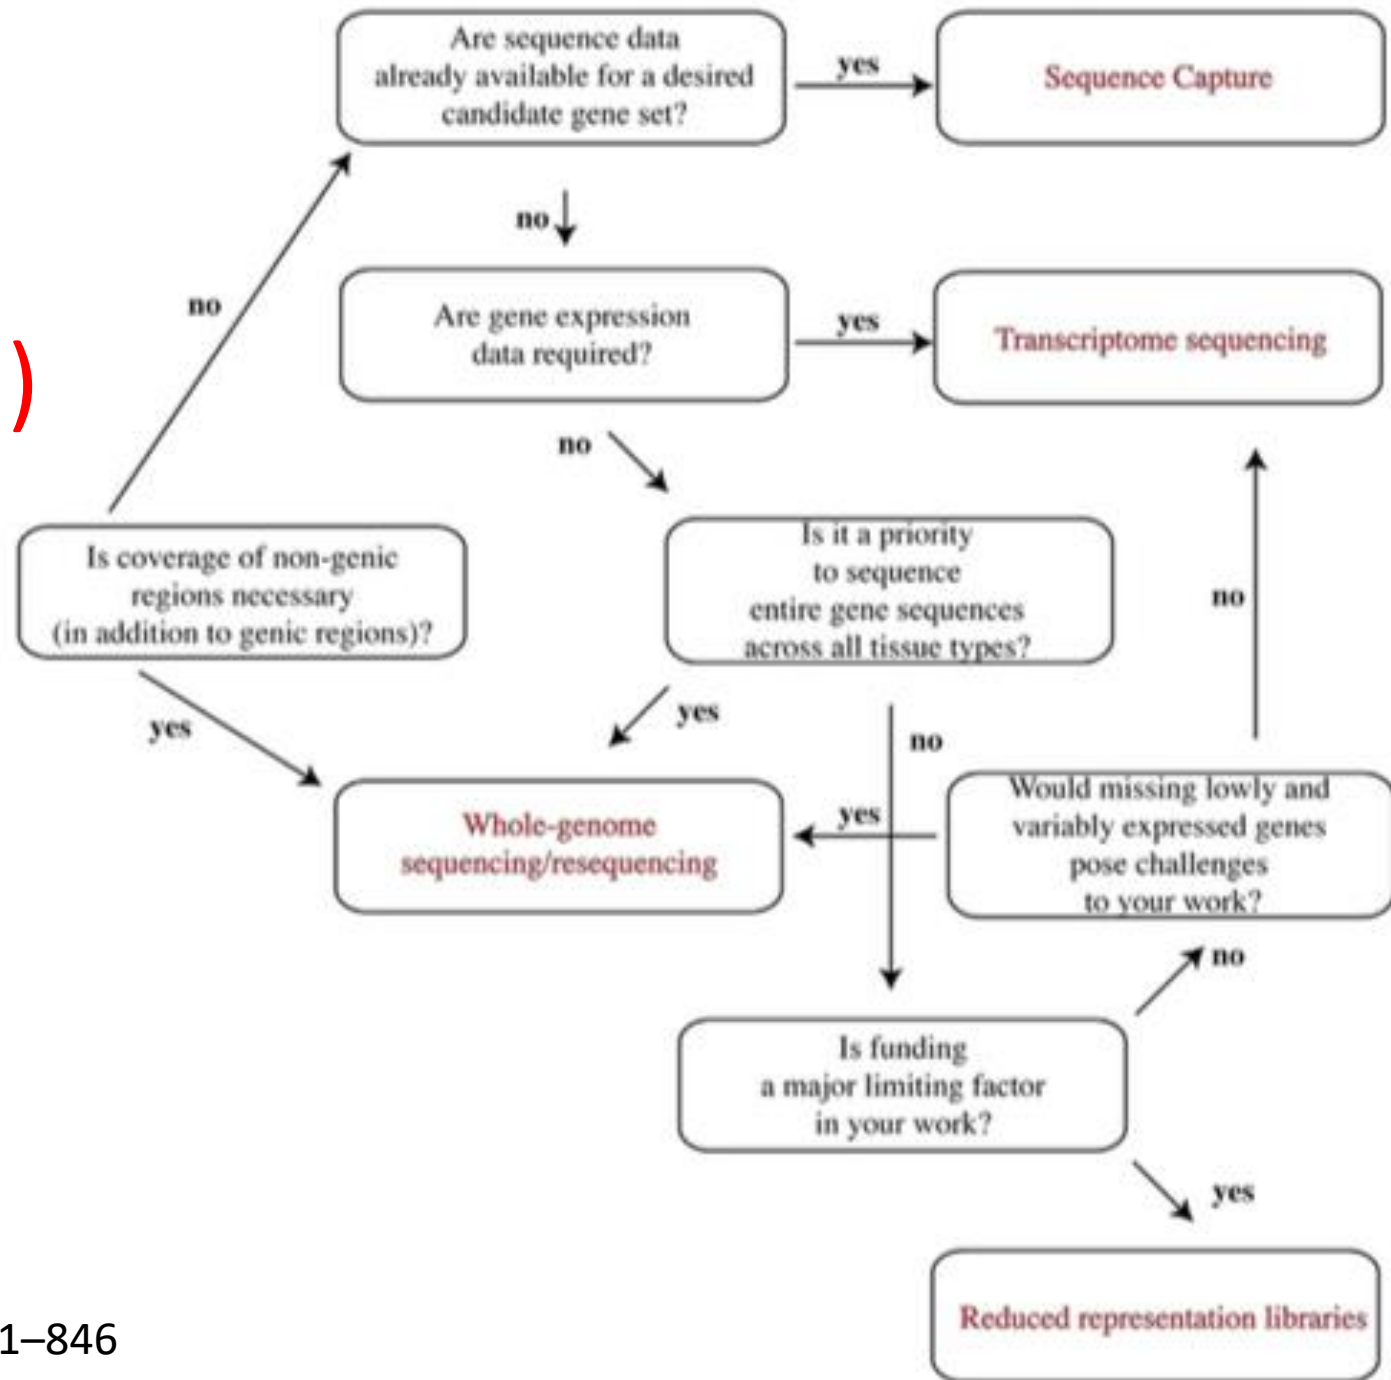 Are sequence data
already available for a desired
candidate gene set?
yes
Sequence Capture
no
no
Are gene expression
data required?
yes
Transcriptome sequencing
)
no
Is coverage of non-genic
regions necessary
(in addition to genic regions)?
Is it a priority
to sequence
entire gene sequences
across all tissue types?
no
yes
yes
no
Whole-genome
sequencing/resequencing
yes
Would missing lowly and
variably expressed genes
pose challenges
to your work?
no
Is funding
a major limiting factor
in your work?
yes
Reduced representation libraries
1–846